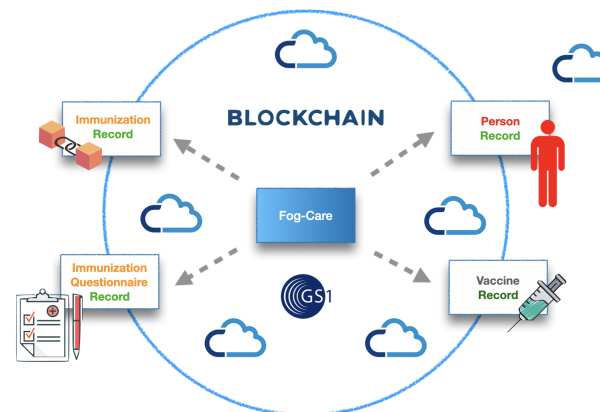 BLOCKCHAIN
Immunization
Record
Person
Record
Fog-Care
Immunization
Questionnaire
Record
Vaccine
Record
GS1